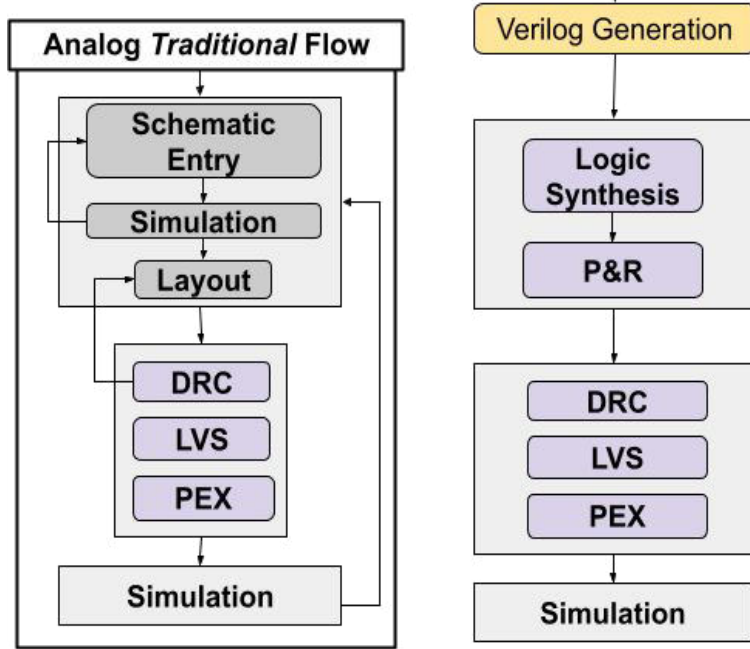 Analog Traditional Flow
Schematic
Entry
Simulation
Layout
DRC
LVS
PEX
Simulation
Verilog Generation
Logic
Synthesis
P&R
DRC
LVS
PEX
Simulation